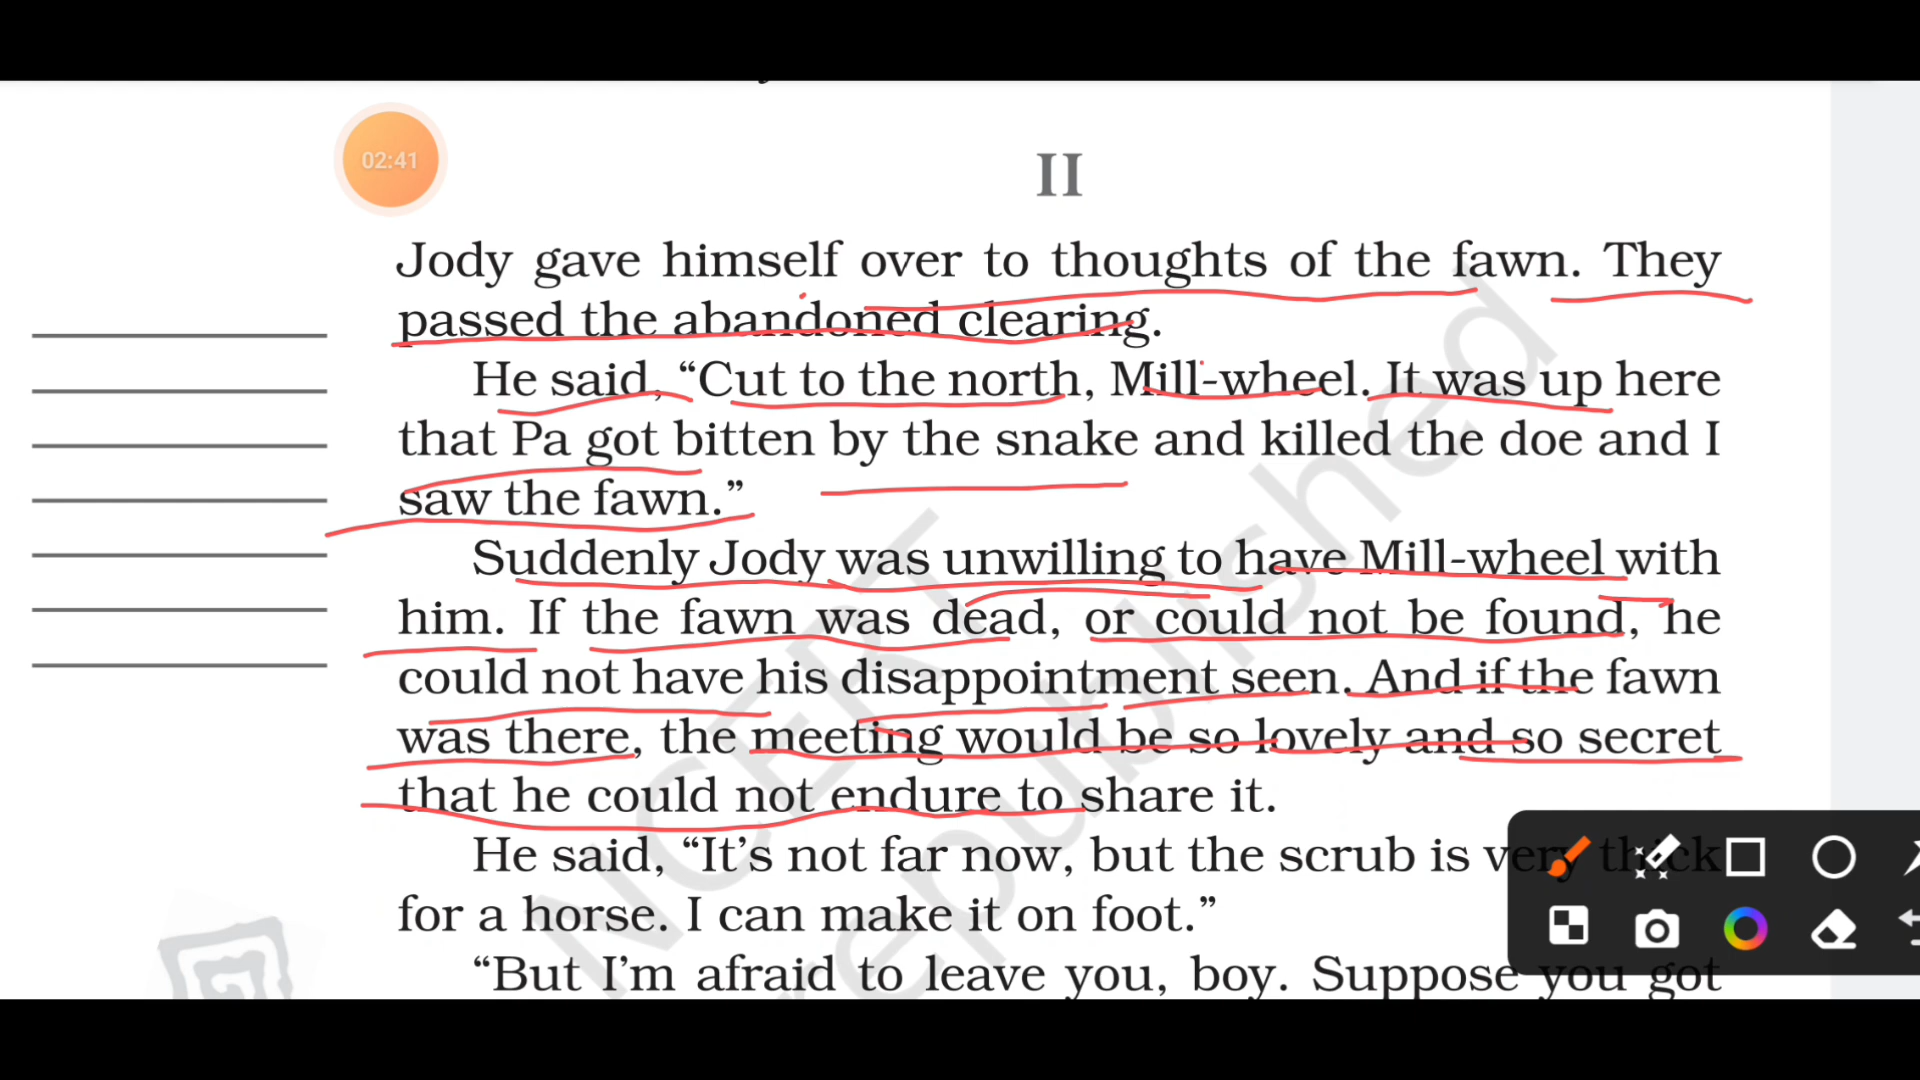 02:41
II
Jody gave himself over to thoughts of the fawn. They
passed the abandoned clearing.
He said, “Cut to the north, Mill-wheel. It was up here
that Pa got bitten by the snake and killed the doe and I
saw the fawn.”
Suddenly Jody was unwilling to have Mill-wheel with
him. If the fawn was dead, or could not be found, he
could not have his disappointment seen. And if the fawn
was there, the meeting would be so lovely and so secret
that he could not endure to share it.
He said, “It’s not far now, but the scrub is very thick
for a horse. I can make it on foot.”
“But I’m afraid to leave you, boy. Suppose you got
NCERT
republished